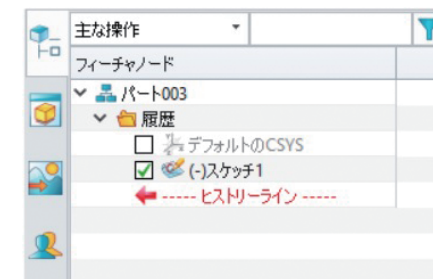 主な操作
フィーチャノード
パート003
履歴
デフォルトのCSYS
(-)スケッチ1
----- ヒストリーライン -----